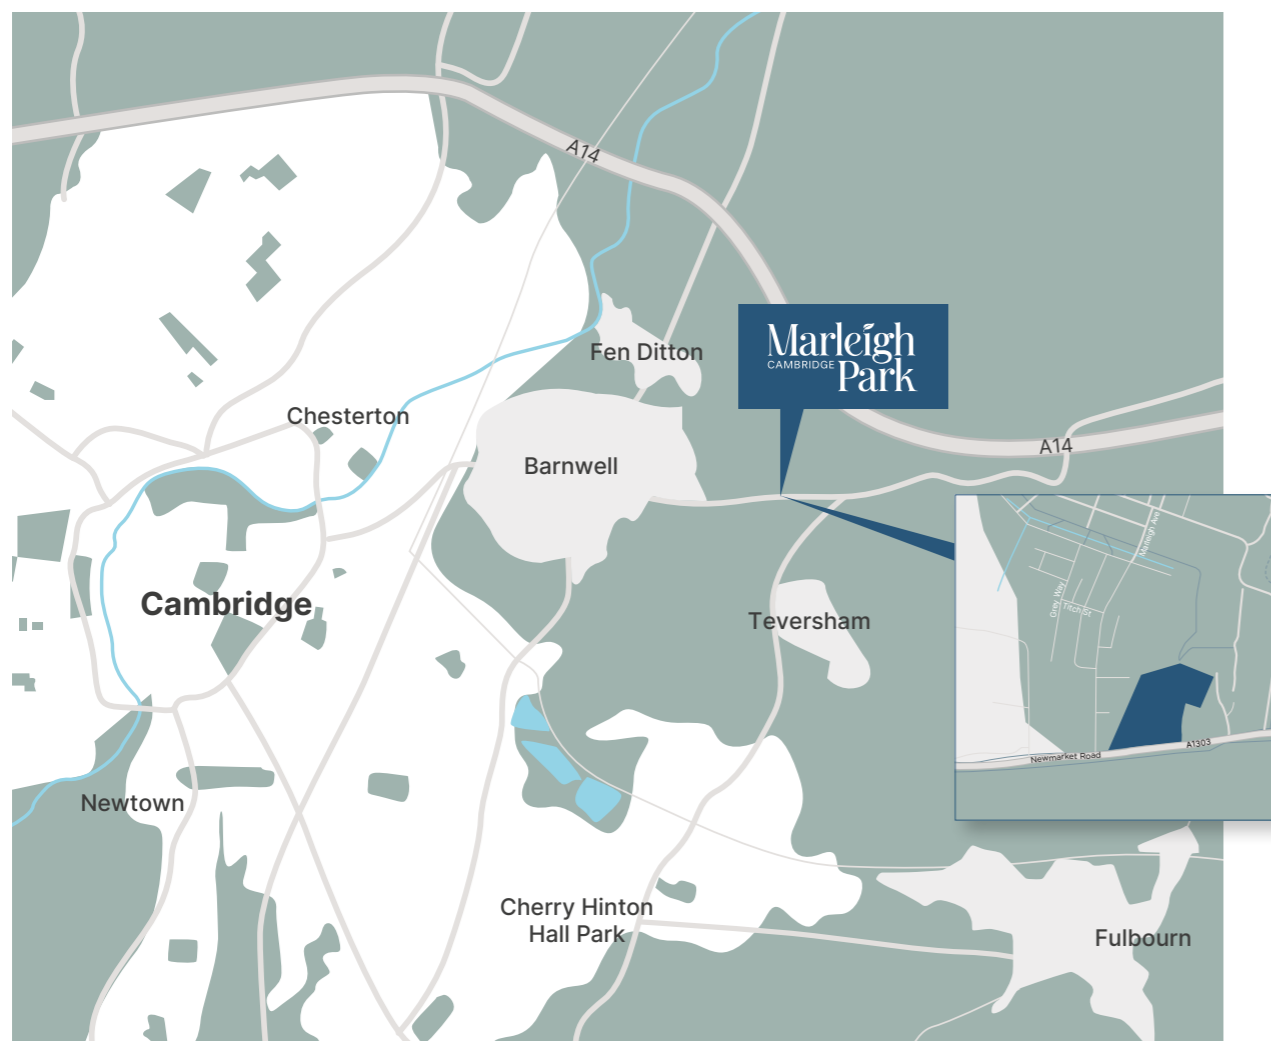 A14
Marleigh
CAMBRIDGE
Park
Fen Ditton
Chesterton
Barnwell
A14
Marleigh Ave
Grey Way
Titch St
Cambridge
Teversham
A1303
Newmarket Road
Newtown
Cherry Hinton
Hall Park
Fulbourn